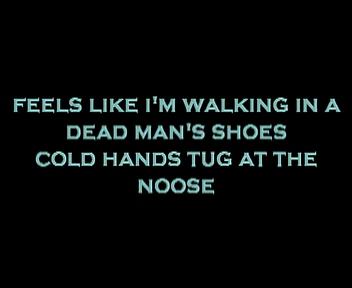 FEELS LIKE I'M WALKING IN A
DEAD MAN'S SHOES
COLD HANDS TUG AT THE
NOOSE